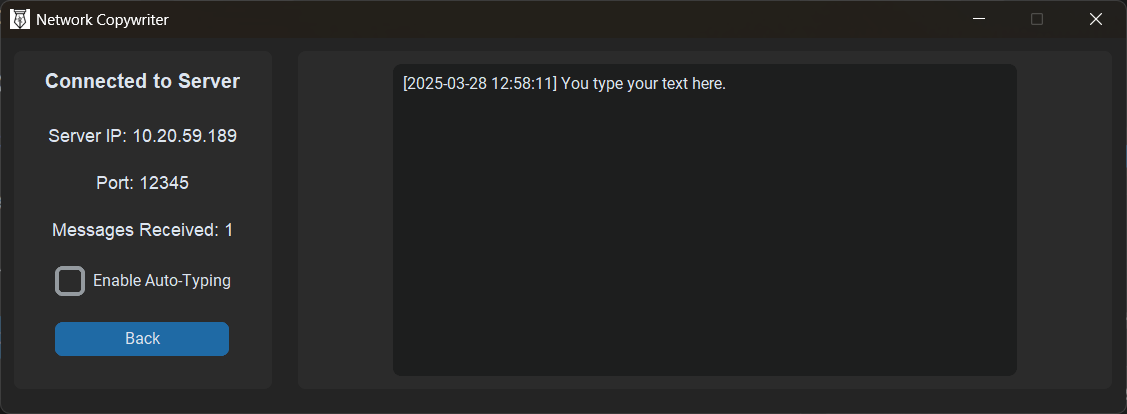 Network Copywriter
Connected to Server
Server IP: 10.20.59.189
Port: 12345
Messages Received: 1
Enable Auto-Typing
Back
[2025-03-28 12:58:11] You type your text here.